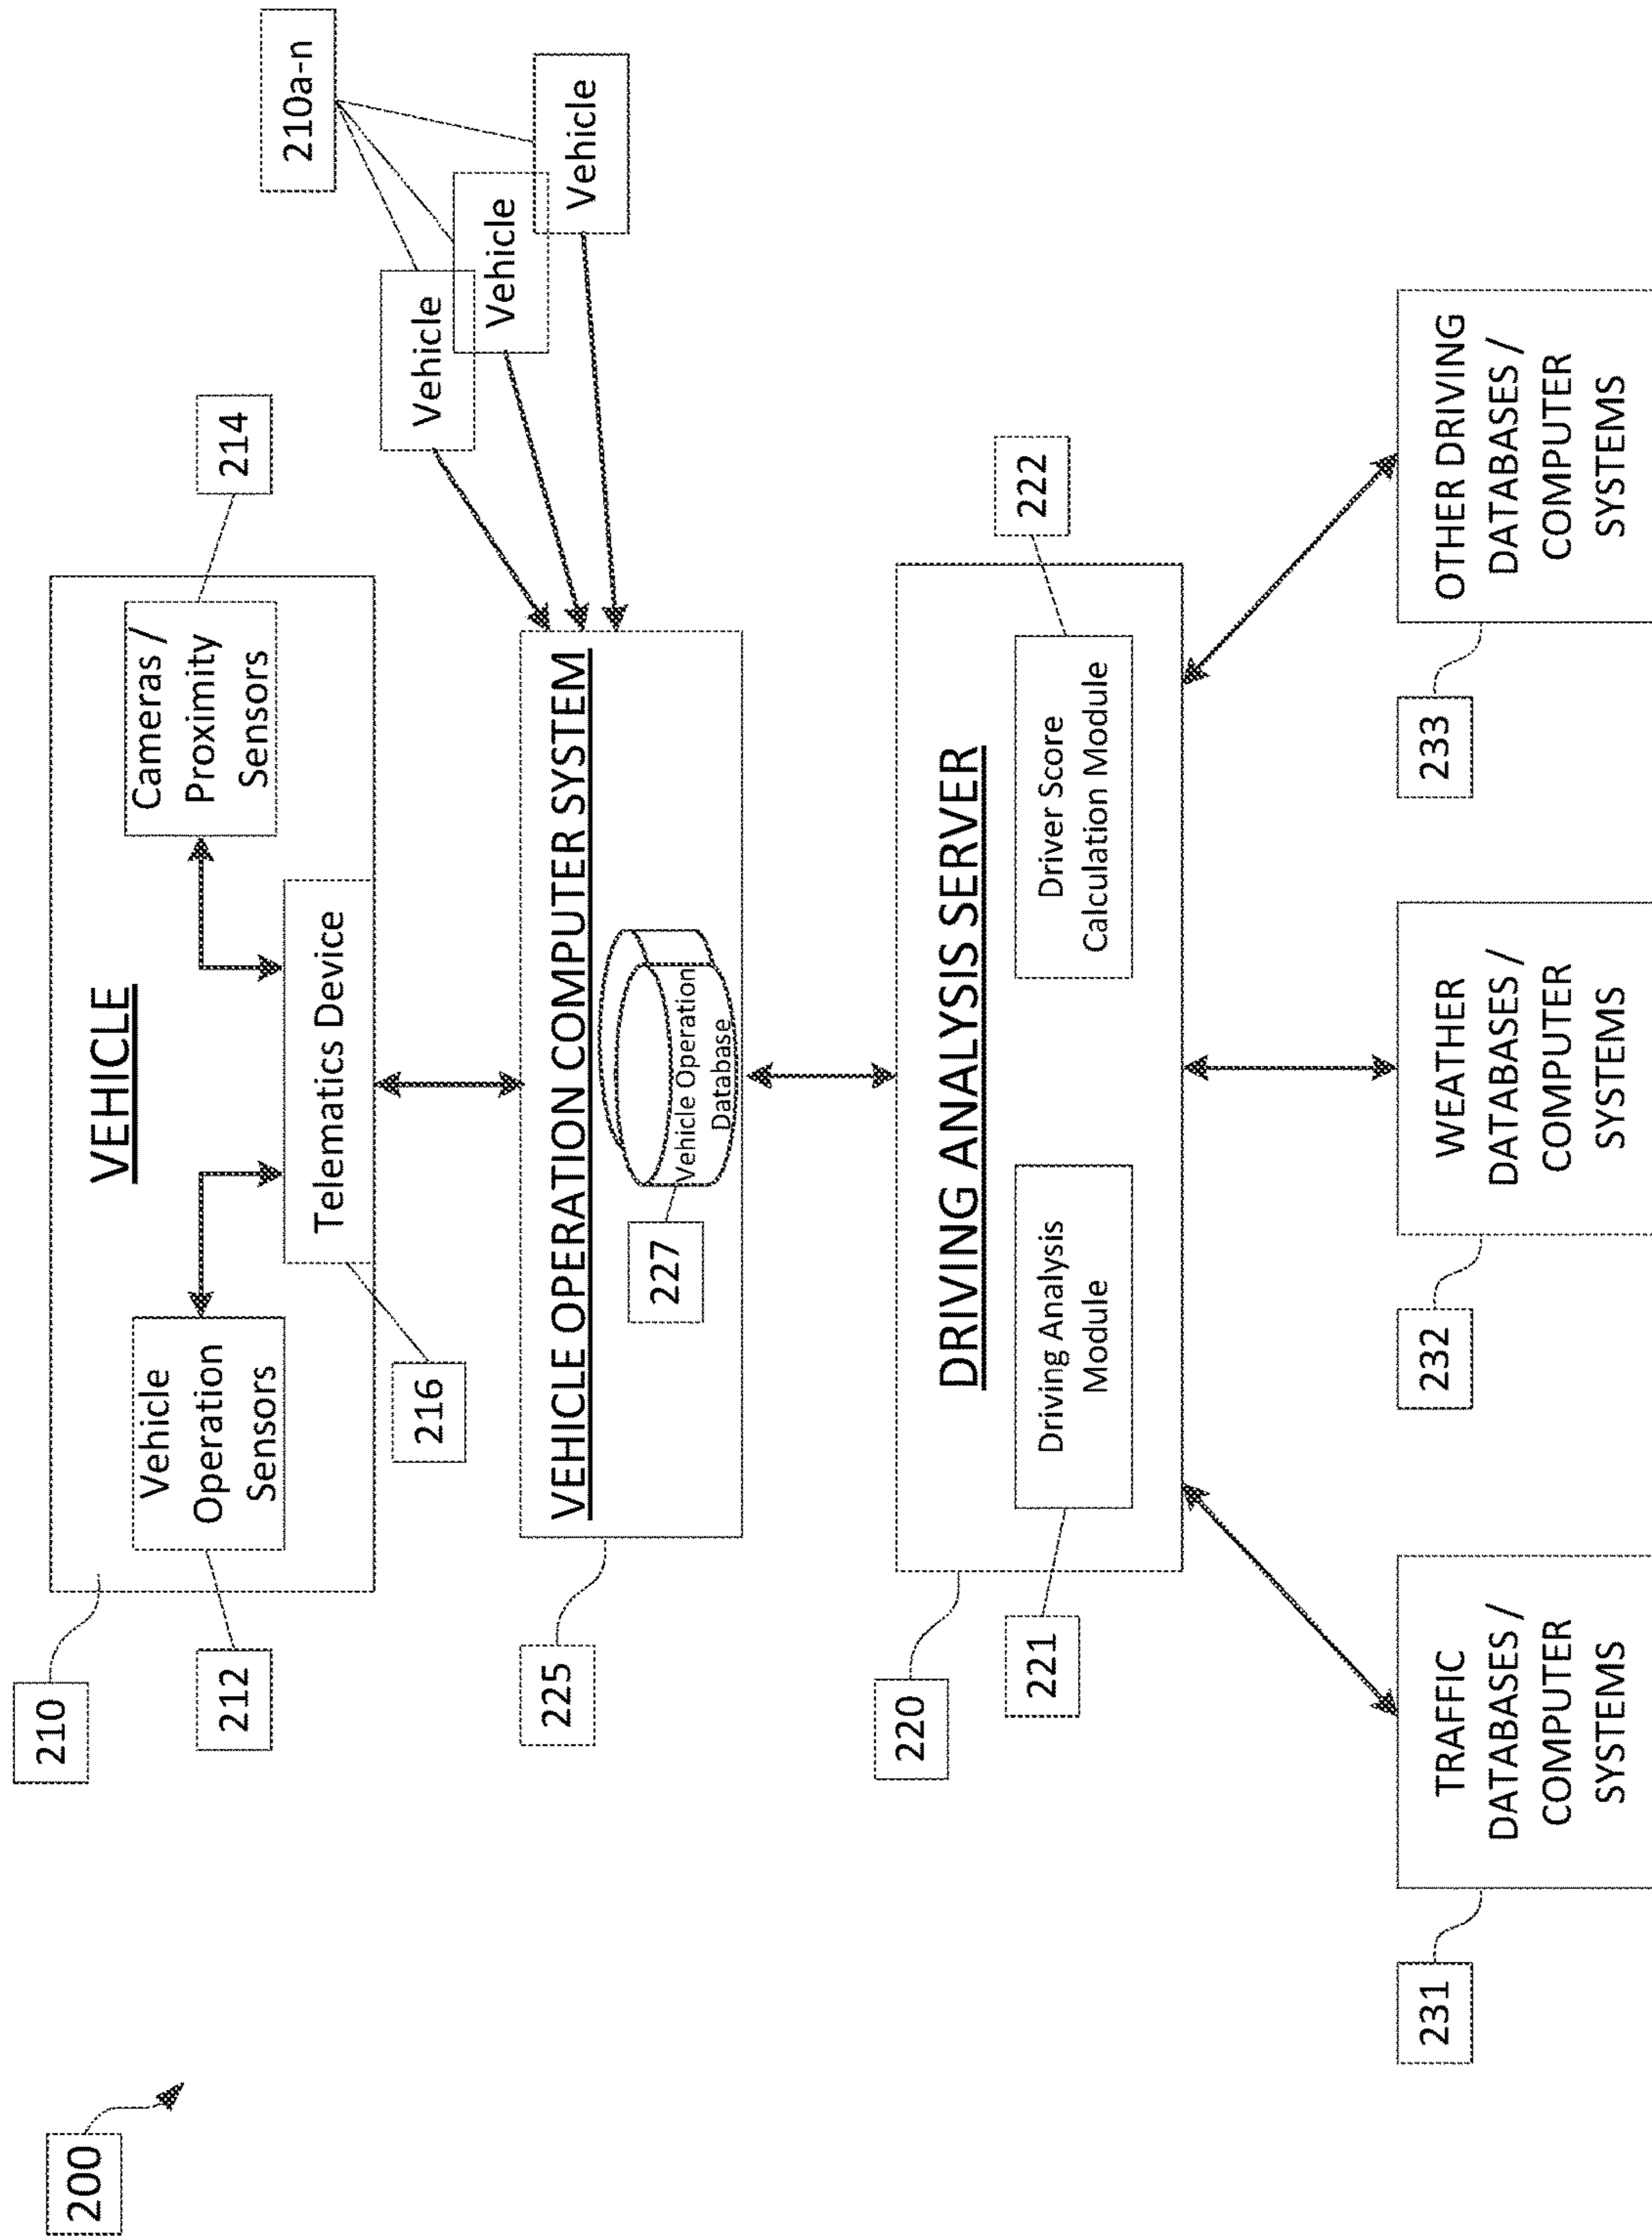 200
210
VEHICLE
212
Vehicle
Operation
Sensors
Cameras /
Proximity
Sensors
214
216
Telematics Device
210a-n
Vehicle
Vehicle
Vehicle
225
VEHICLE OPERATION COMPUTER SYSTEM
227
Vehicle Operation
Database
220
DRIVING ANALYSIS SERVER
221
Driving Analysis
Module
Driver Score
Calculation Module
222
231
TRAFFIC
DATABASES /
COMPUTER
SYSTEMS
232
WEATHER
DATABASES /
COMPUTER
SYSTEMS
233
OTHER DRIVING
DATABASES /
COMPUTER
SYSTEMS